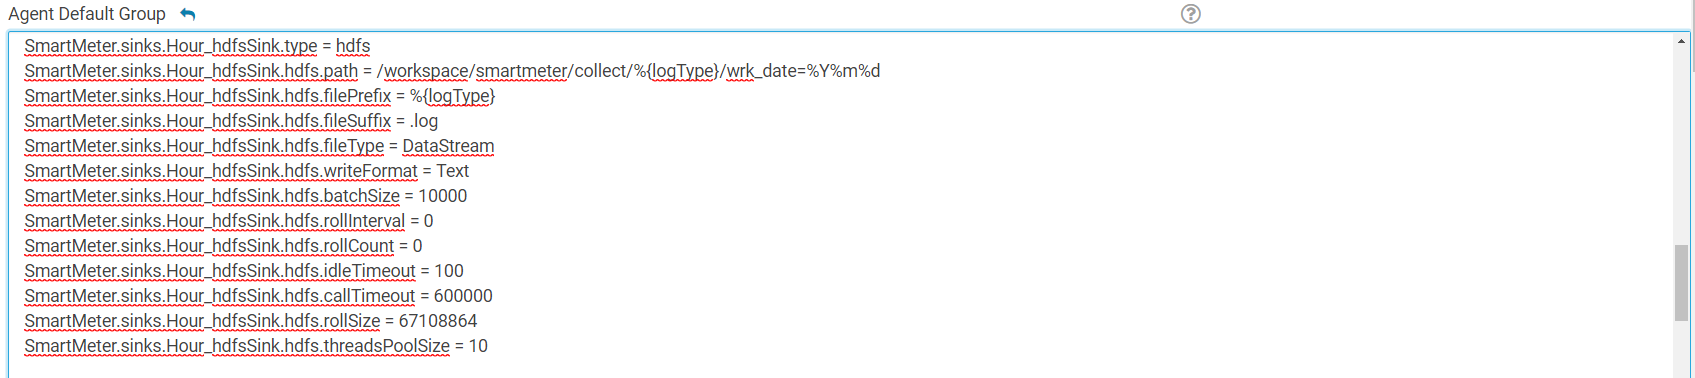 Agent Default Group
SmartMeter.sinks.Hour_hdfsSink.type = hdfs
SmartMeter.sinks.Hour_hdfsSink.hdfs.path = /workspace/smartmeter/collect/%{logType}/wrk_date=%Y%m%d
SmartMeter.sinks.Hour_hdfsSink.hdfs.filePrefix = %{logType}
SmartMeter.sinks.Hour_hdfsSink.hdfs.fileSuffix = .log
SmartMeter.sinks.Hour_hdfsSink.hdfs.fileType = DataStream
SmartMeter.sinks.Hour_hdfsSink.hdfs.writeFormat = Text
SmartMeter.sinks.Hour_hdfsSink.hdfs.batchSize = 10000
SmartMeter.sinks.Hour_hdfsSink.hdfs.rollInterval = 0
SmartMeter.sinks.Hour_hdfsSink.hdfs.rollCount = 0
SmartMeter.sinks.Hour_hdfsSink.hdfs.idleTimeout = 100
SmartMeter.sinks.Hour_hdfsSink.hdfs.callTimeout = 600000
SmartMeter.sinks.Hour_hdfsSink.hdfs.rollSize = 67108864
SmartMeter.sinks.Hour_hdfsSink.hdfs.threadsPoolSize = 10